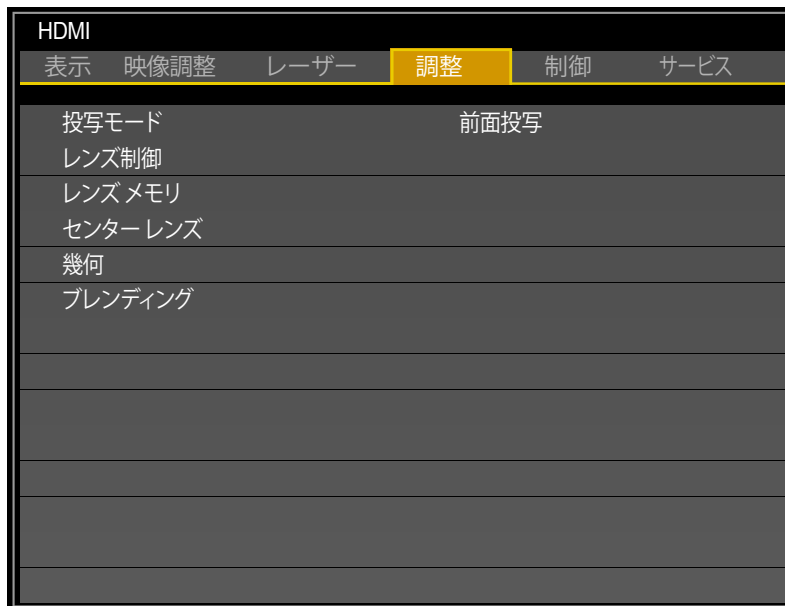 HDMI
表示 映像調整 レーザー 調整 制御 サービス
投写モード 前面投写
レンズ制御
レンズ メモリ
センター レンズ
幾何
ブレンディング